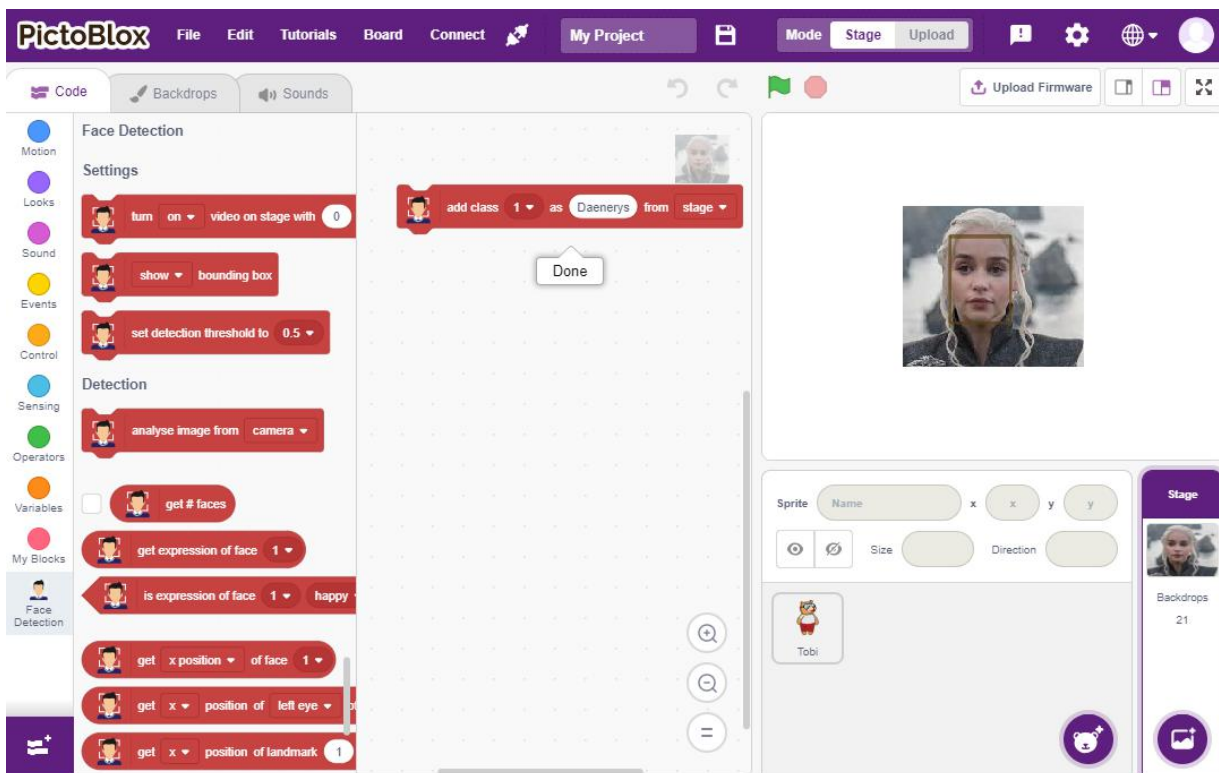 PictoBlox File Edit Tutorials Board Connect My Project Mode Stage Upload
Code Backdrops Sounds Upload Firmware
Motion
Looks
Sound
Events
Control
Sensing
Operators
Variables
My Blocks
Face
Detection
Face Detection
Settings
turn on video on stage with 0
show bounding box
set detection threshold to 0.5
Detection
analyse image from camera
get # faces
get expression of face 1
is expression of face 1 happy
get x position of face 1
get x position of left eye
get x position of landmark 1
add class 1 as Daenerys from stage
Done
Sprite Name x x y y
Size Direction
Tobi
Stage
Backdrops
21